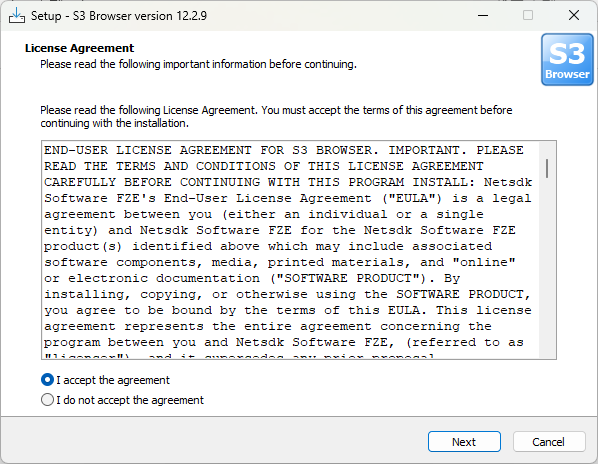 Setup - S3 Browser version 12.2.9
License Agreement
Please read the following important information before continuing.
S3
Browser
Please read the following License Agreement. You must accept the terms of this agreement before
continuing with the installation.
END-USER LICENSE AGREEMENT FOR S3 BROWSER. IMPORTANT. PLEASE
READ THE TERMS AND CONDITIONS OF THIS LICENSE AGREEMENT
CAREFULLY BEFORE CONTINUING WITH THIS PROGRAM INSTALL: Netsdk
Software FZE's End-User License Agreement ("EULA") is a legal
agreement between you (either an individual or a single
entity) and Netsdk Software FZE for the Netsdk Software FZE
product(s) identified above which may include associated
software components, media, printed materials, and "online"
or electronic documentation ("SOFTWARE PRODUCT"). By
installing, copying, or otherwise using the SOFTWARE PRODUCT,
you agree to be bound by the terms of this EULA. This license
agreement represents the entire agreement concerning the
program between you and Netsdk Software FZE, (referred to as
"licenser"), and it supercedes any prior proposal,
I accept the agreement
I do not accept the agreement
Next
Cancel